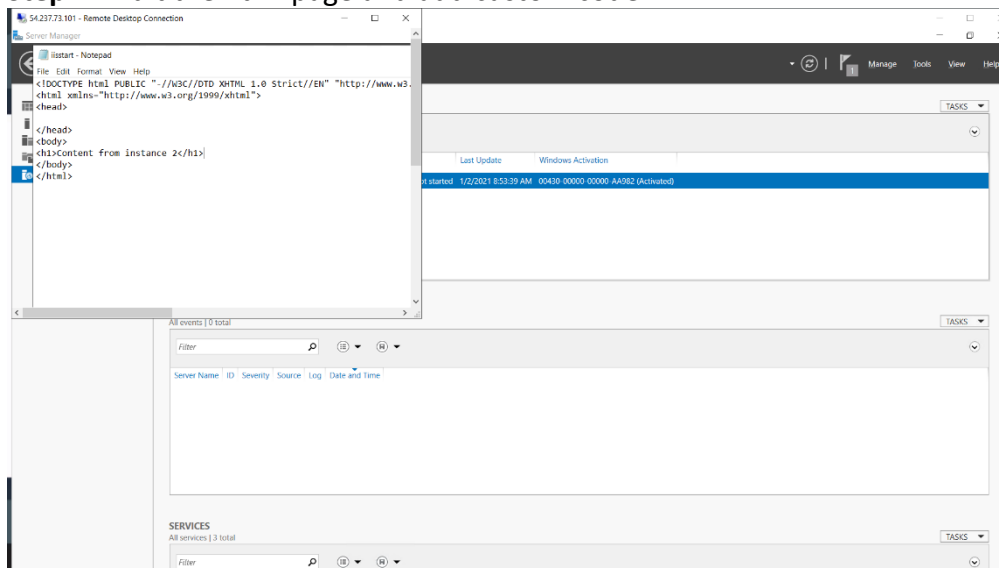 54.237.73.101 - Remote Desktop Connection
Server Manager
iisstart - Notepad
File Edit Format View Help
<!DOCTYPE html PUBLIC "-//W3C//DTD XHTML 1.0 Strict//EN" "http://www.w3.
<html xmlns="http://www.w3.org/1999/xhtml">
<head>
</head>
<body>
<h1>Content from instance 2</h1>
</body>
</html>
1 Manage Tools View Help
TASKS
Last Update Windows Activation
started 1/2/2021 8:53:39 AM 00430-00000-00000-AA982 (Activated)
All events | 0 total
TASKS
Filter
Server Name ID Severity Source Log Date and Time
SERVICES
All services | 3 total
TASKS
Filter